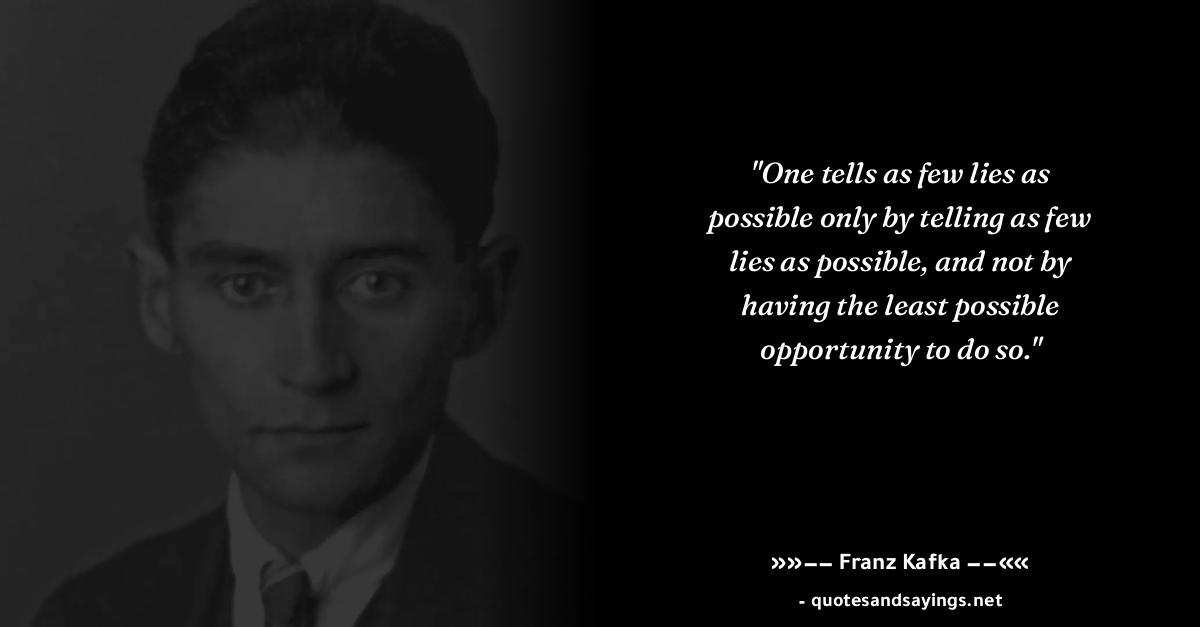 "One tells as few lies as
possible only by telling as few
lies as possible, and not by
having the least possible
opportunity to do so."
»»–– Franz Kafka ––««
- quotesandsayings.net